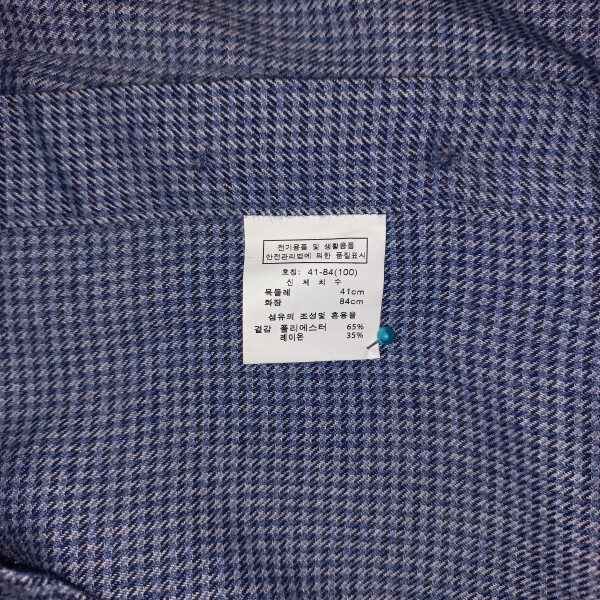 전기용품 및 생활용품
안전관리법에 의한 품질표시
호칭: 41-84(100)
신 체 치 수
목둘레 41cm
화장 84cm
섬유의 조성및 혼용율
겉감 폴리에스터 65%
레이온 35%